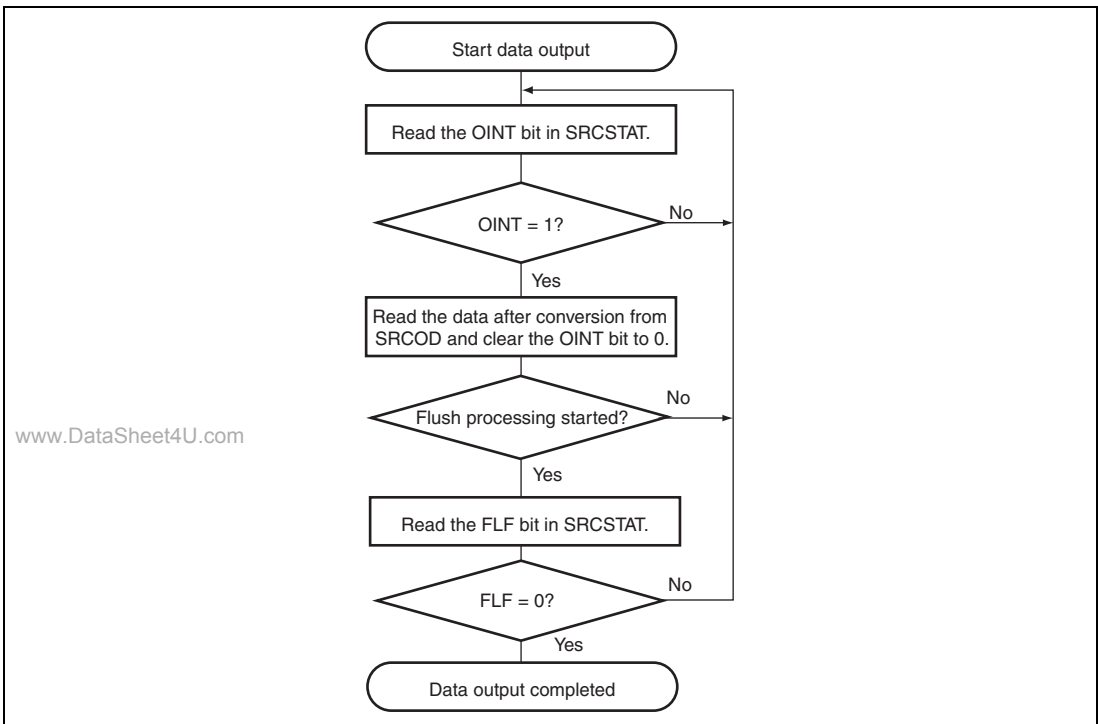 Start data output
Read the OINT bit in SRCSTAT.
OINT = 1?
No
Yes
Read the data after conversion from
SRCOD and clear the OINT bit to 0.
Flush processing started?
No
www.DataSheet4U.com
Yes
Read the FLF bit in SRCSTAT.
FLF = 0?
No
Yes
Data output completed